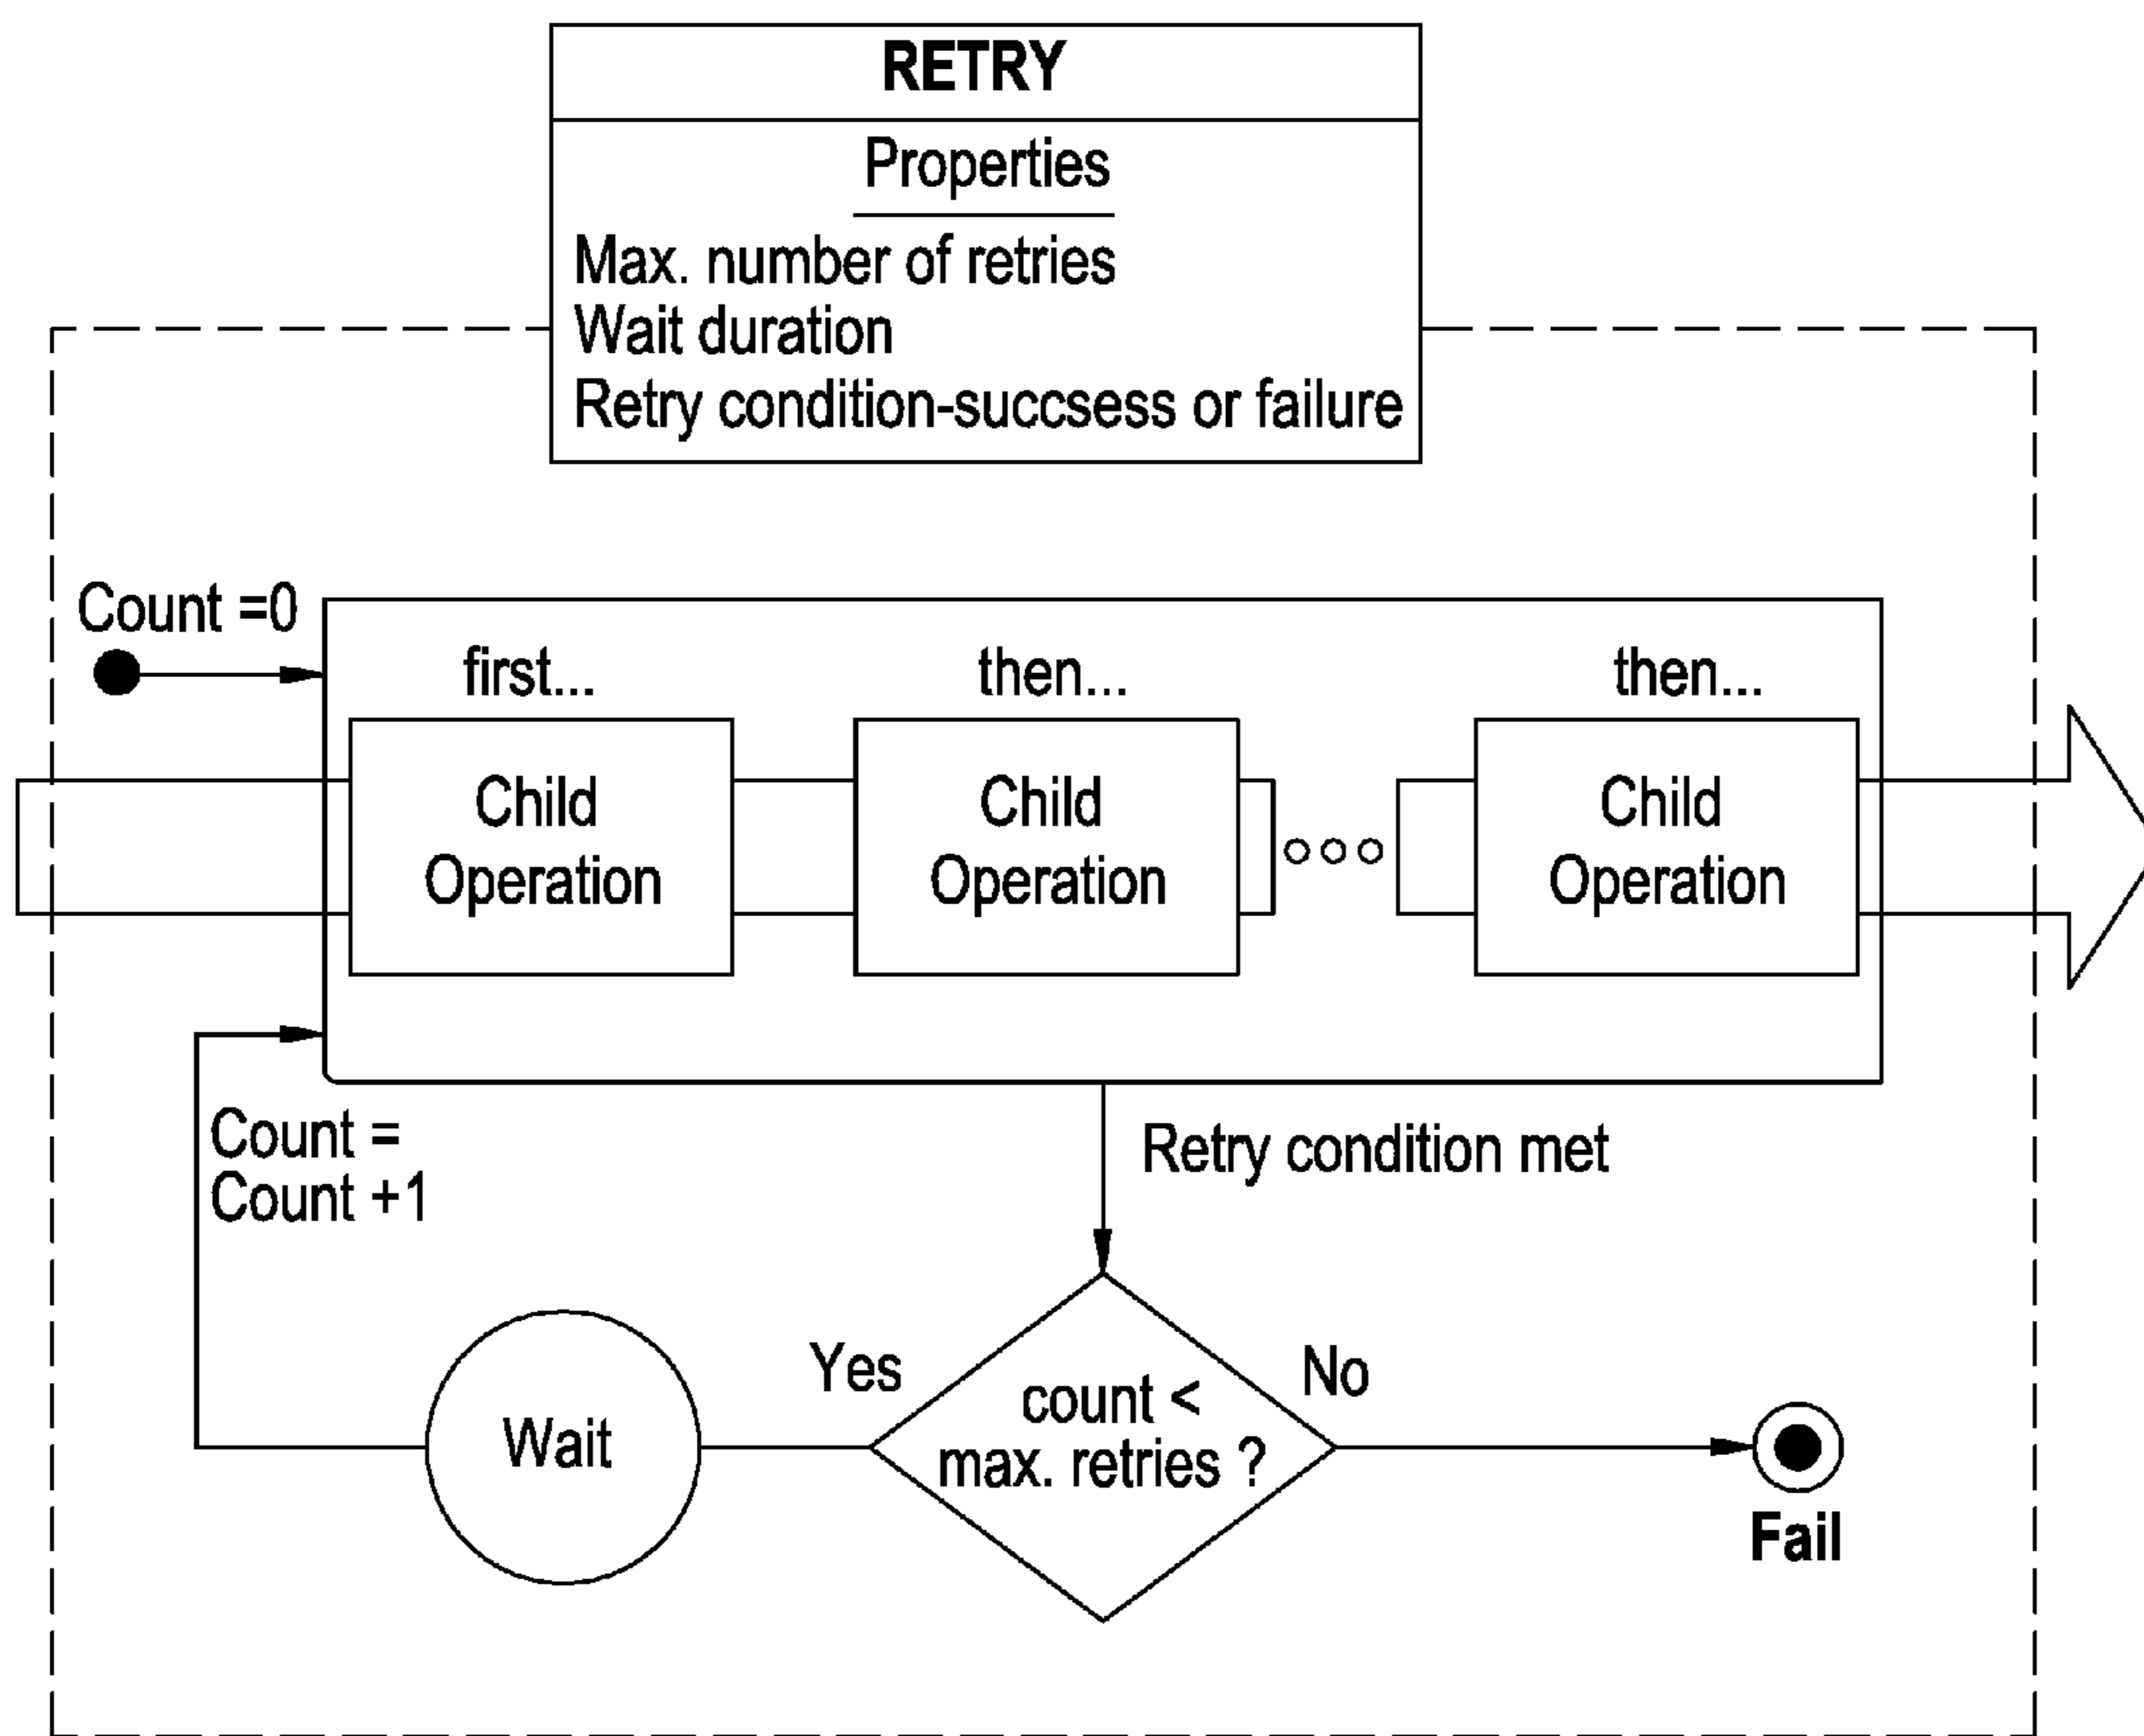 RETRY
Properties
Max. number of retries
Wait duration
Retry condition-succsess or failure
Count =0
first...
then...
then...
Child
Operation
Child
Operation
Child
Operation
Count =
Count +1
Retry condition met
Yes
No
count <
max. retries ?
Wait
Fail